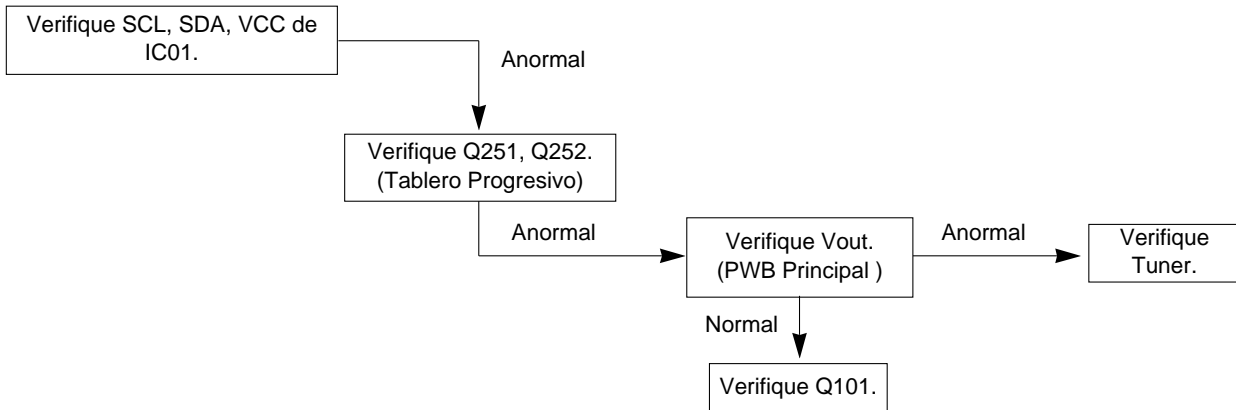 Verifique SCL, SDA, VCC de
IC01.
Anormal
Verifique Q251, Q252.
(Tablero Progresivo)
Anormal
Verifique Vout.
(PWB Principal )
Anormal
Verifique
Tuner.
Normal
Verifique Q101.